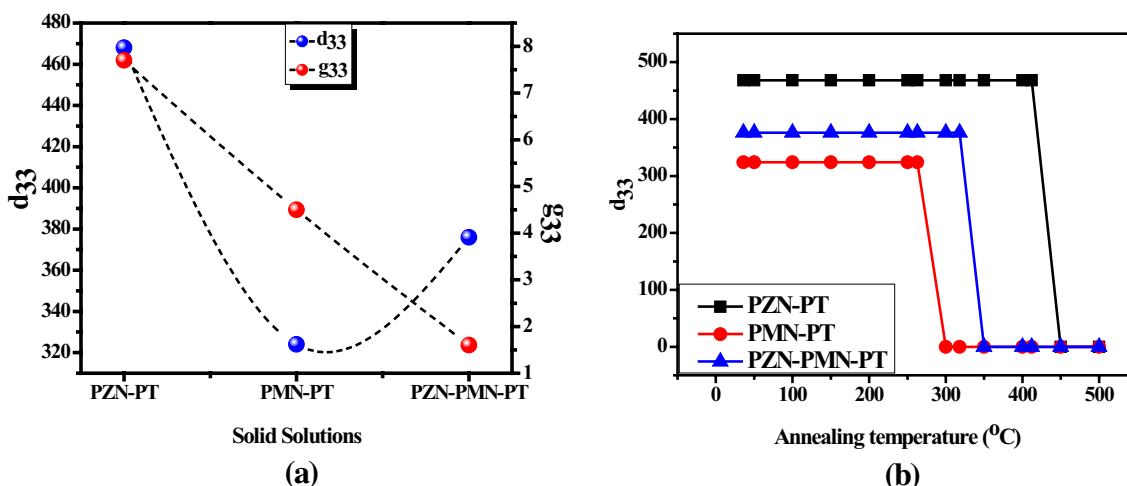 480
460
440
420
400
380
360
340
320
d33
8
7
6
5
4
3
2
1
g33
d33
g33
PZN-PT PMN-PT PZN-PMN-PT
Solid Solutions
(a)
500
400
300
200
100
0
d33
PZN-PT
PMN-PT
PZN-PMN-PT
0 100 200 300 400 500
Annealing temperature (°C)
(b)